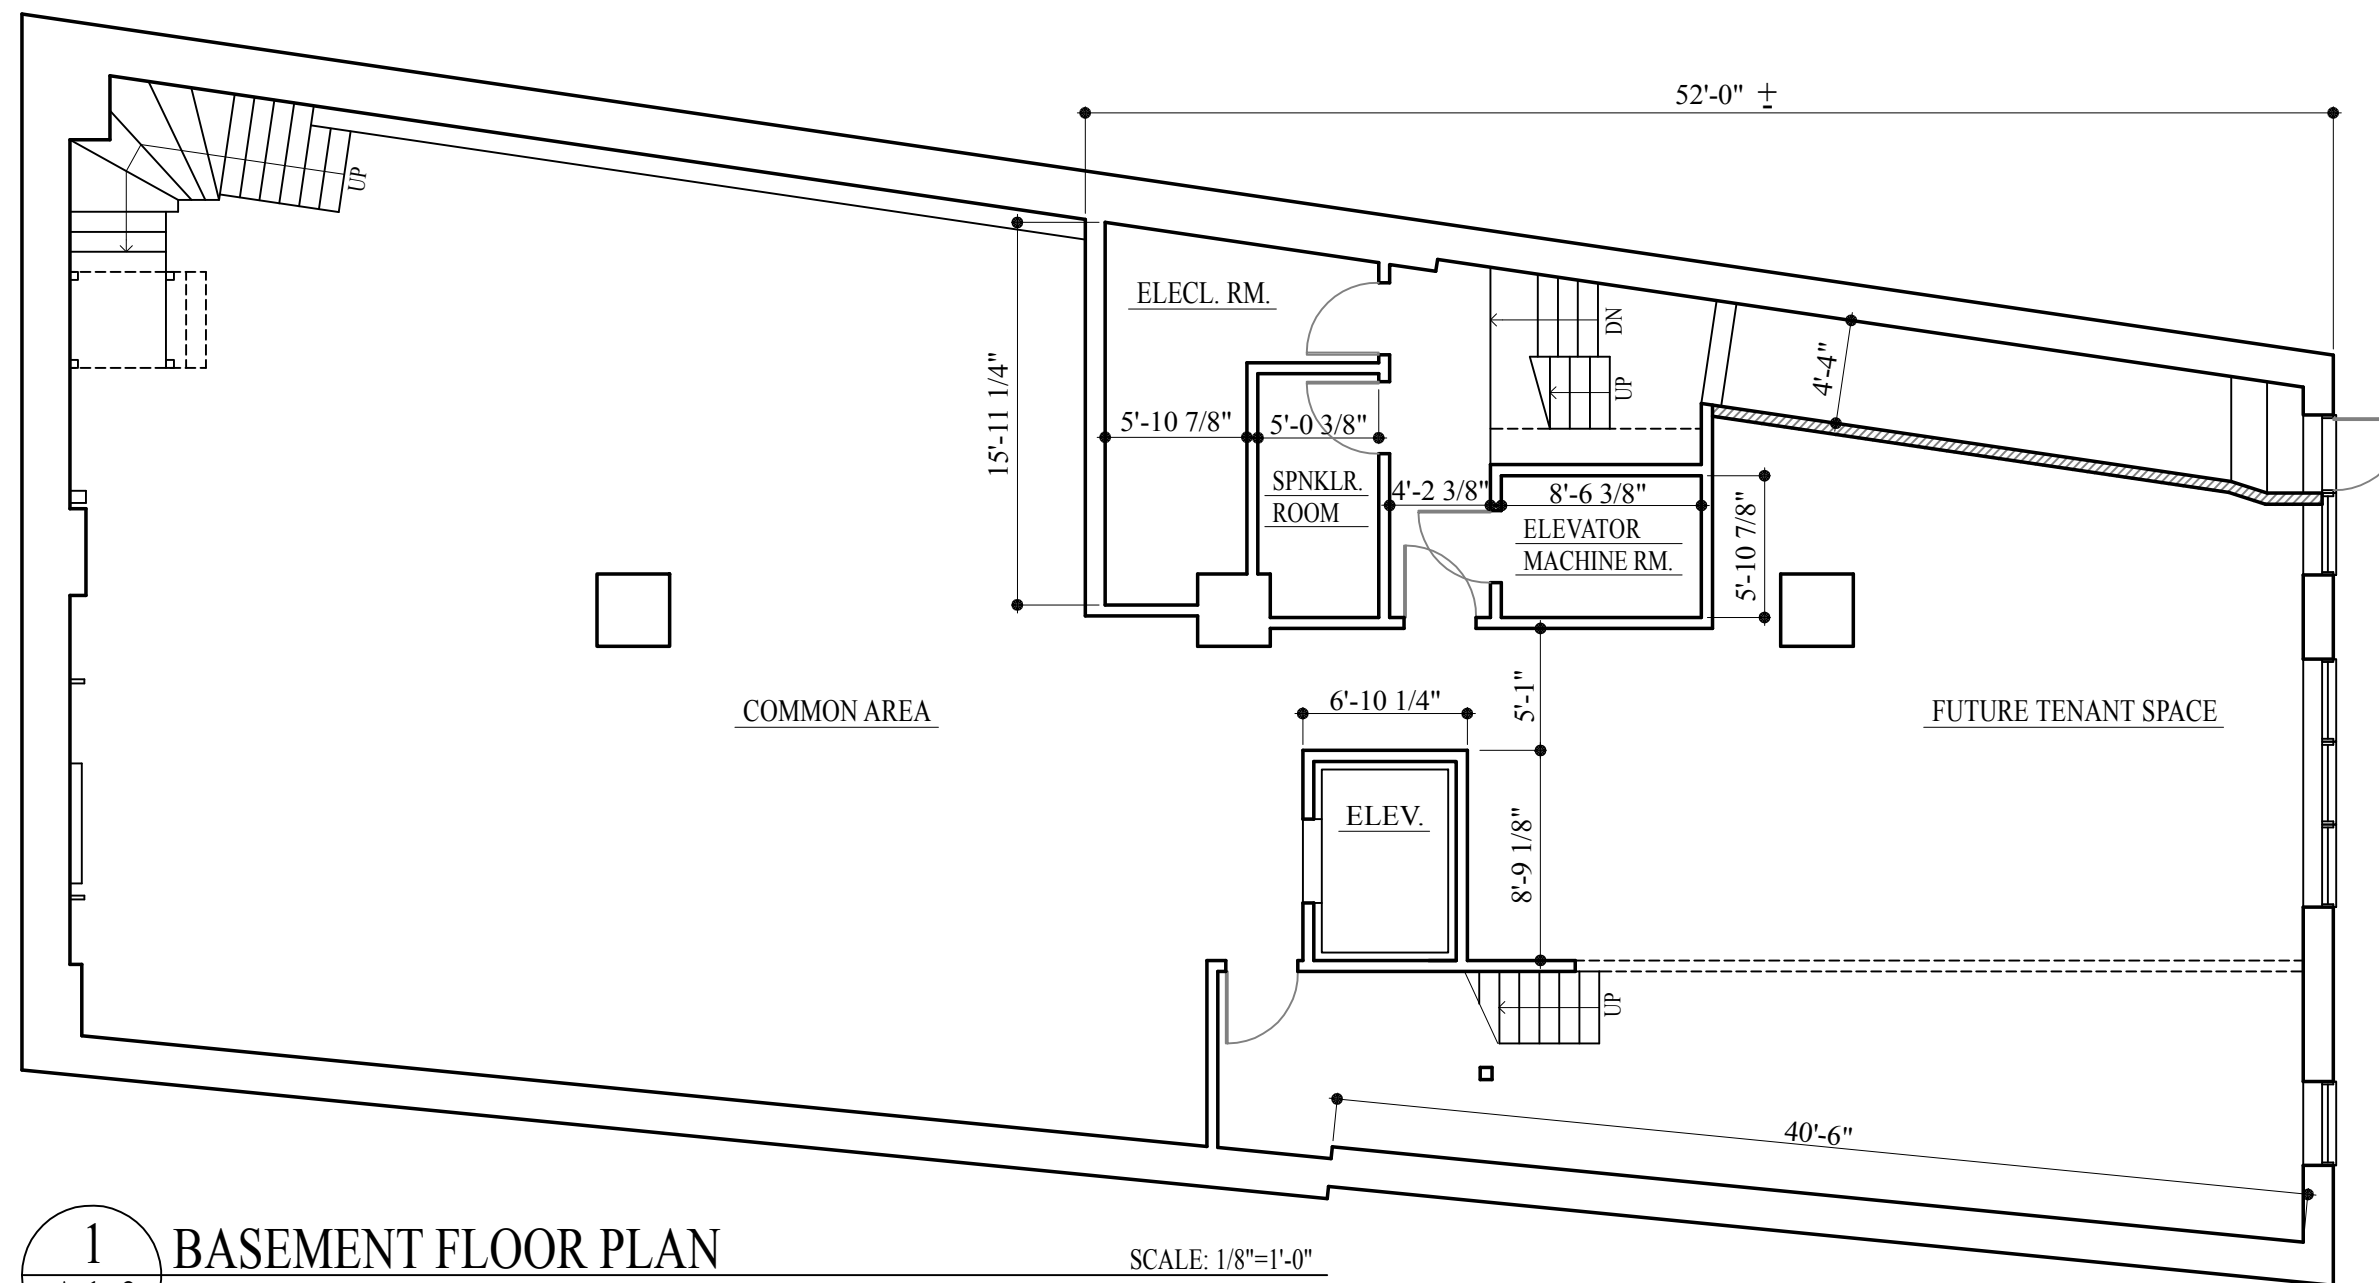 52'-0" ±
UP
ELECL. RM.
DN
4'-4"
UP
15'-11 1/4"
5'-10 7/8"
5'-0 3/8"
SPNKLR.
ROOM
4'-2 3/8"
8'-6 3/8"
ELEVATOR
MACHINE RM.
5'-10 7/8"
COMMON AREA
6'-10 1/4"
5'-1"
FUTURE TENANT SPACE
ELEV.
8'-9 1/8"
UP
40'-6"
1
BASEMENT FLOOR PLAN
SCALE: 1/8"=1'-0"